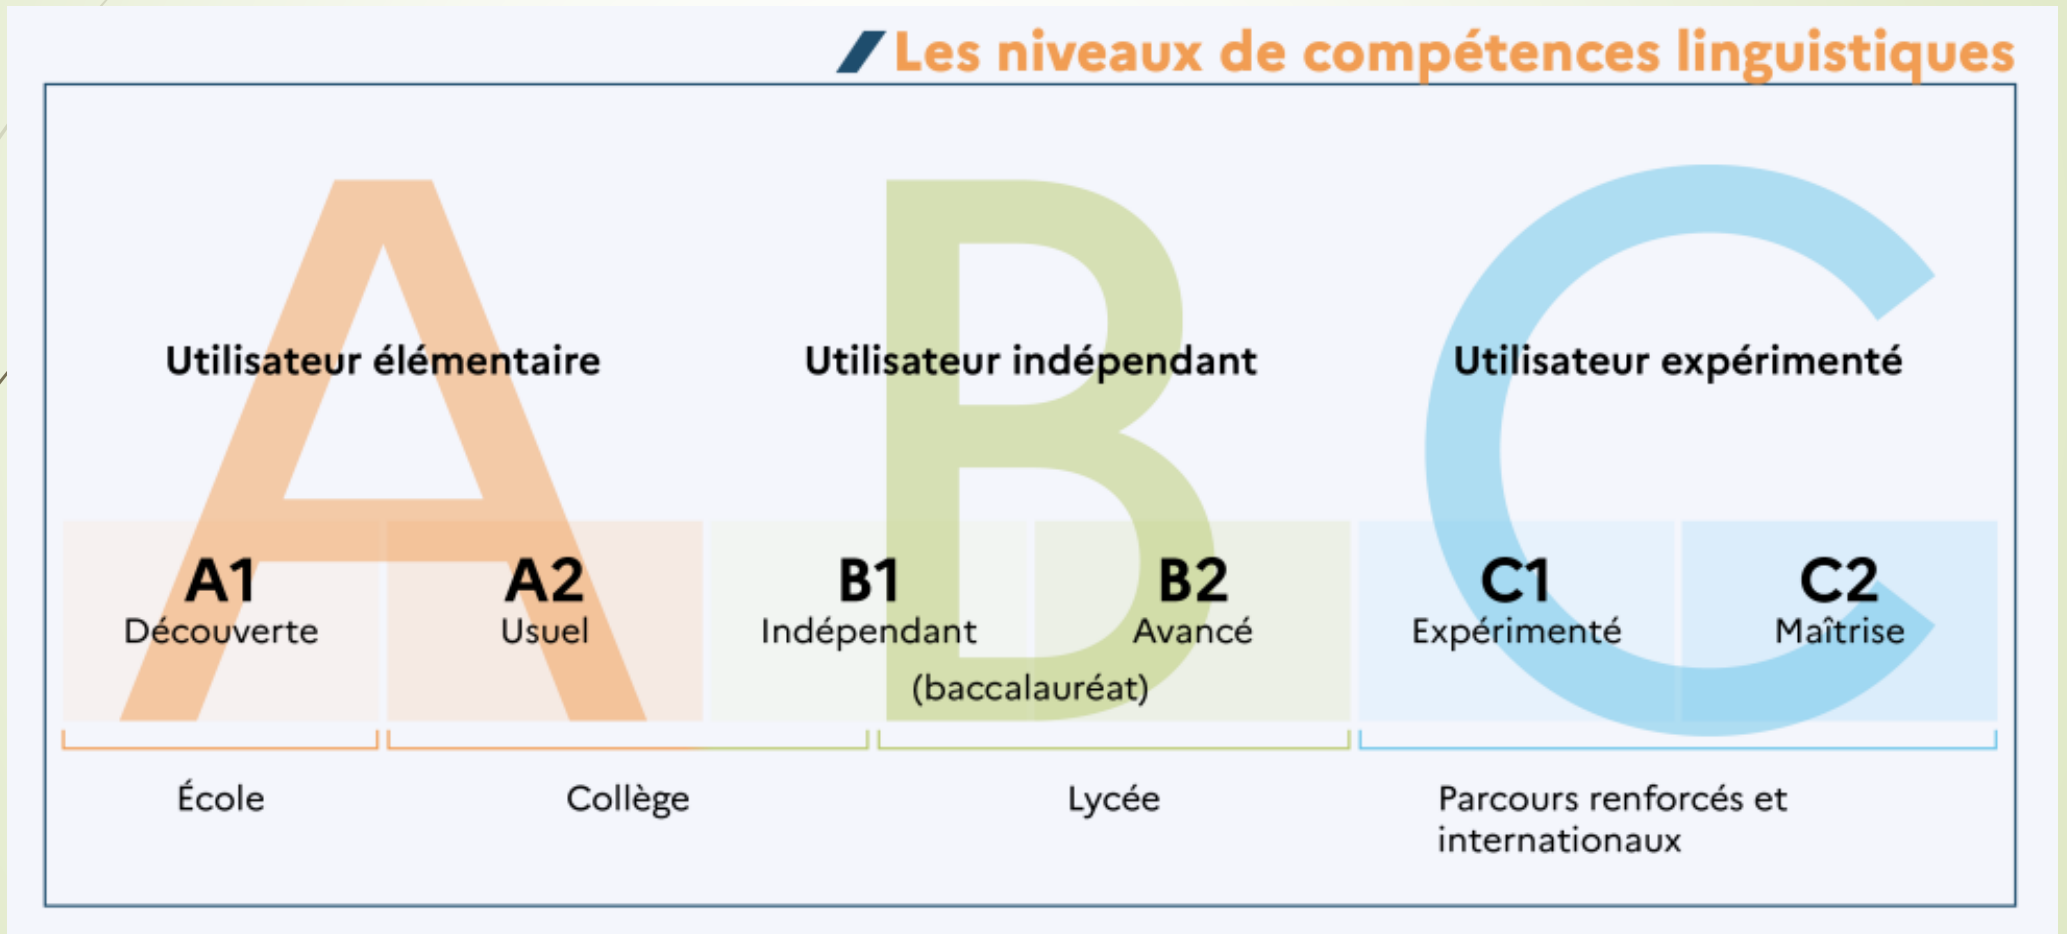 Les niveaux de compétences linguistiques
A
B
C
Utilisateur élémentaire
Utilisateur indépendant
Utilisateur expérimenté
A1
Découverte
A2
Usuel
B1
Indépendant
B2
Avancé
(baccalauréat)
C1
Expérimenté
C2
Maîtrise
École
Collège
Lycée
Parcours renforcés et
internationaux